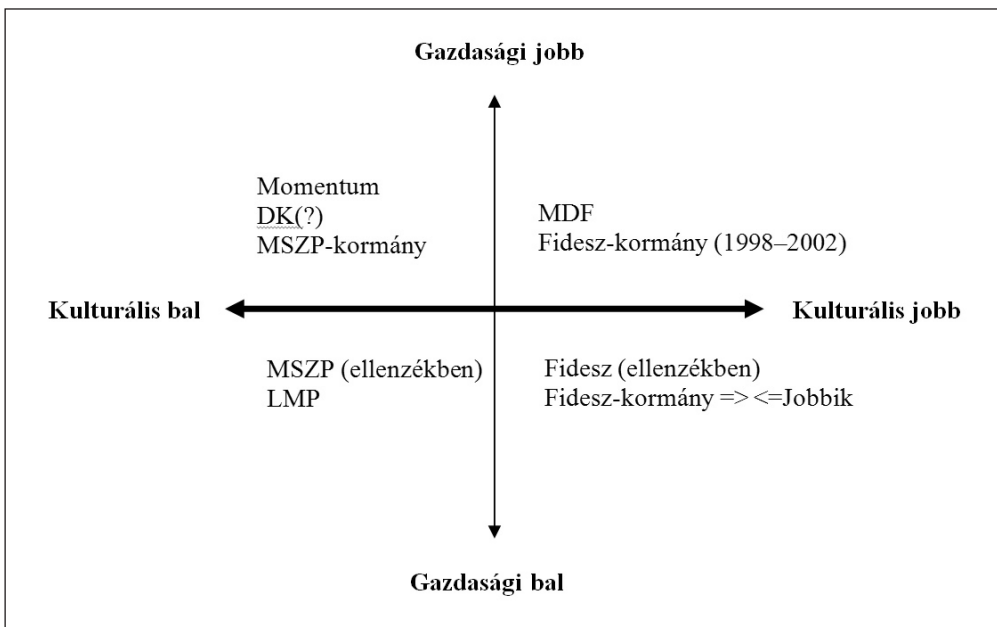 Gazdasági jobb
Momentum
DK(?)
MSZP-kormány
MDF
Fidesz-kormány (1998–2002)
Kulturális bal
Kulturális jobb
MSZP (ellenzékben)
LMP
Fidesz (ellenzékben)
Fidesz-kormány => <=Jobbik
Gazdasági bal